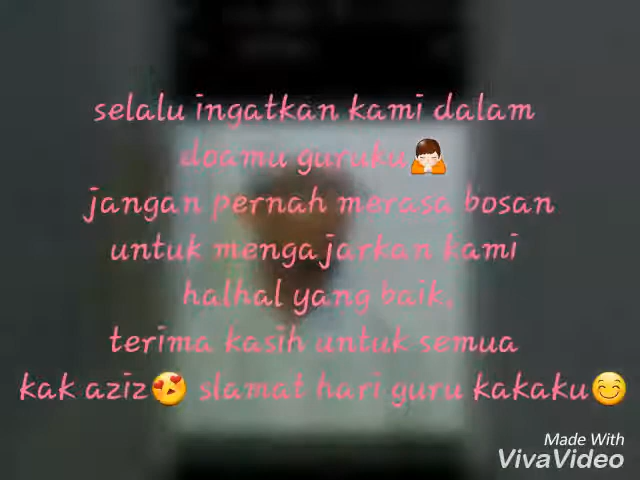 selalu ingatkan kami dalam
doamu guruku🙏
jangan pernah merasa bosan
untuk mengajarkan kami
halhal yang baik,
terima kasih untuk semua
kak aziz😍 slamat hari guru kakaku😊
Made With
VivaVideo